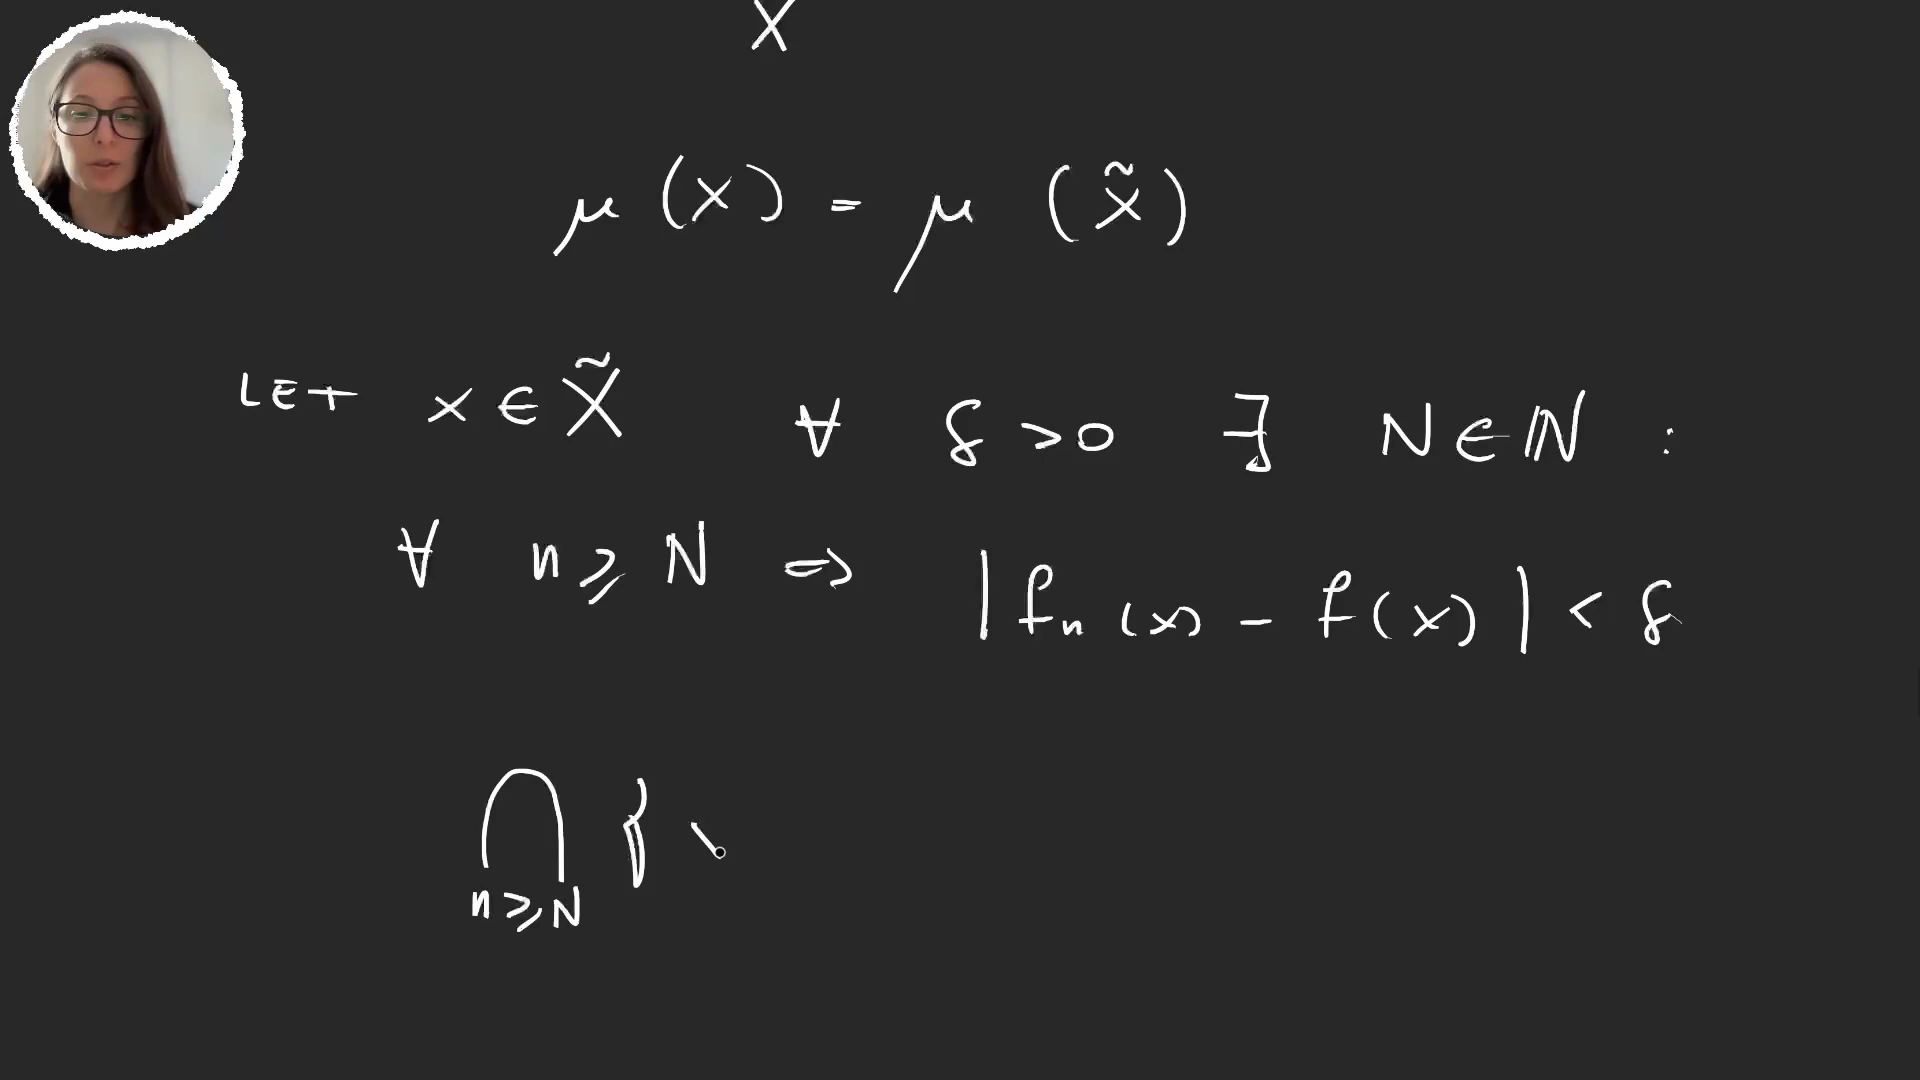 X
μ (X) = μ (X̃)
LET x ∈ X̃ ∀ δ > 0 ∃ N ∈ ℕ :
∀ n ⩾ N ⇒ | fₙ (x) - f(x) | < δ
⋂ {
n ⩾ N